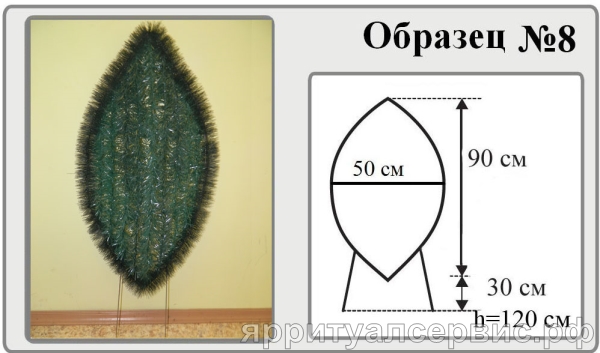 Образец №8
50 см
90 см
30 см
h=120 см
ярритуалсервис.рф